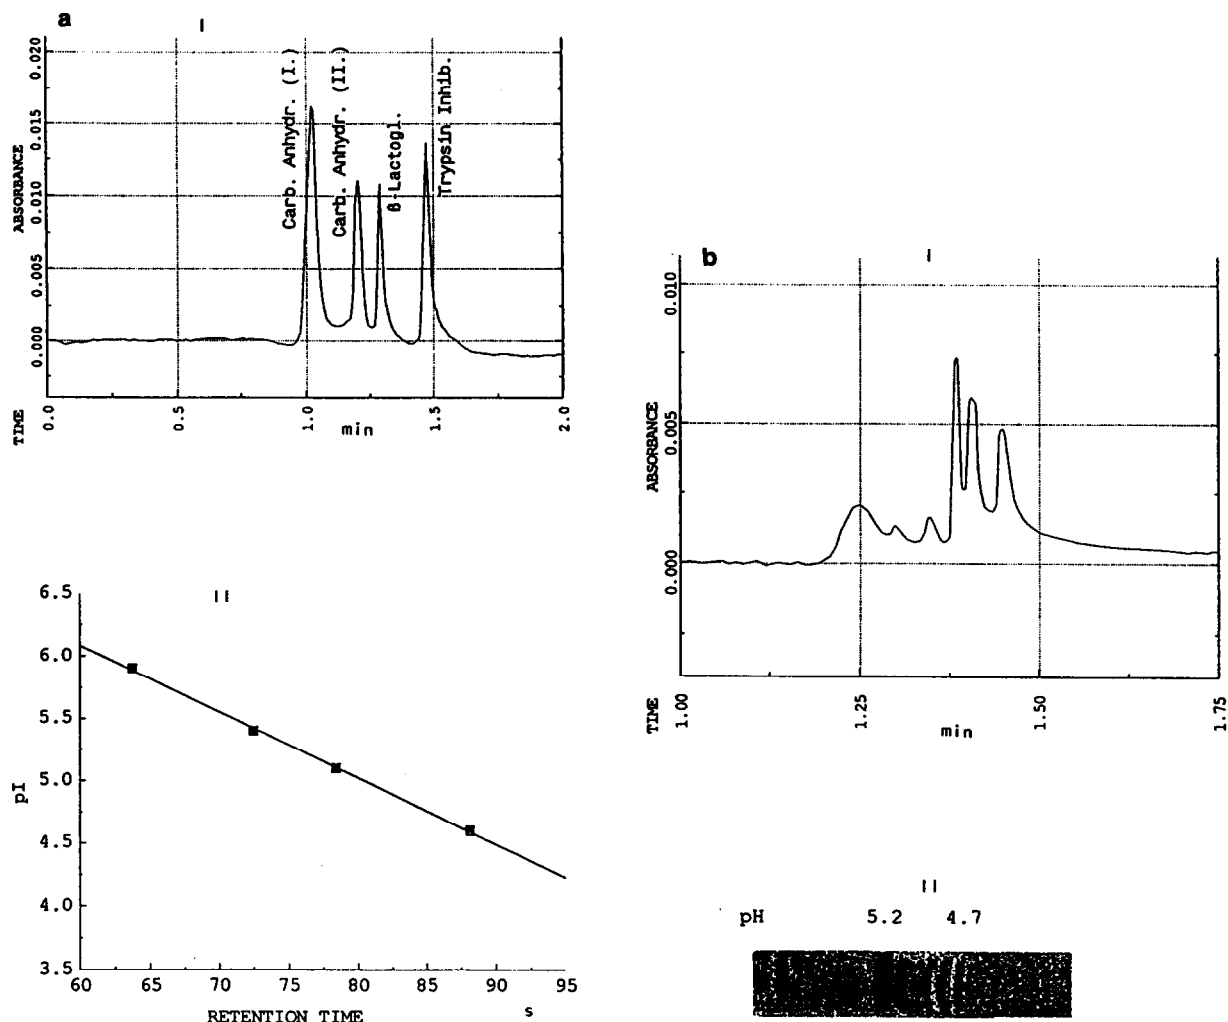 a
I
ABSORBANCE
0.020
0.015
0.010
0.005
0.000
Carb. Anhydr. (I.)
Carb. Anhydr. (II.)
β-Lactogl.
Trypsin Inhib.
TIME
0.0
0.5
1.0
min
1.5
2.0
b
I
ABSORBANCE
0.010
0.005
0.000
TIME
1.00
1.25
min
1.50
1.75
II
pI
6.5
6.0
5.5
5.0
4.5
4.0
3.5
60 65 70 75 80 85 90 95
RETENTION TIME s
II
pH 5.2 4.7